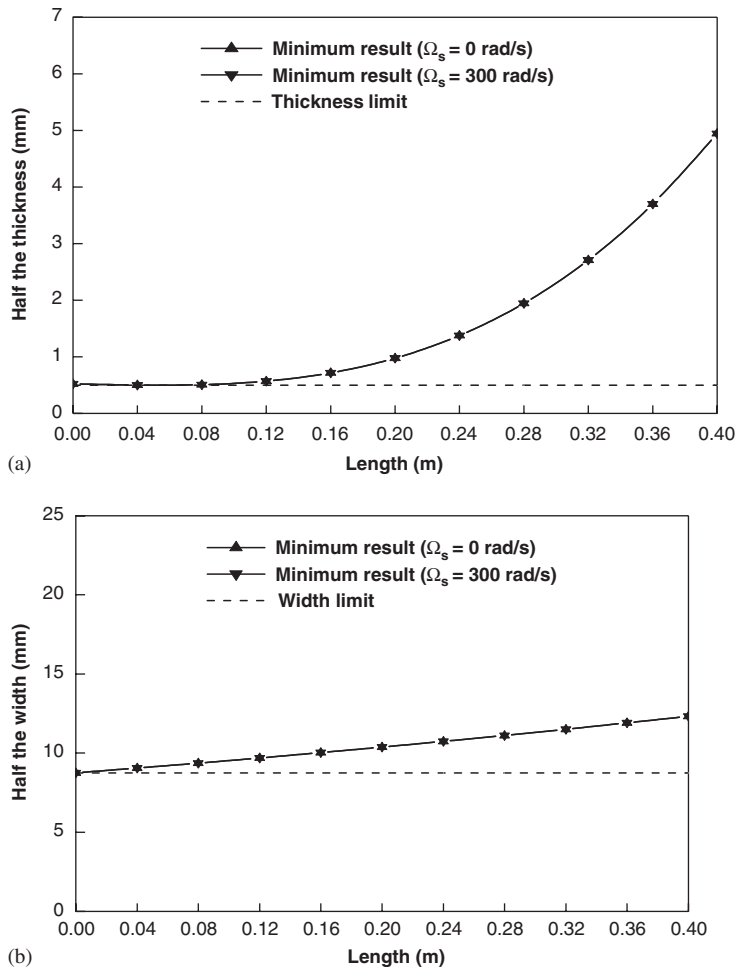 7
6
5
4
3
2
1
0
Half the thickness (mm)
Minimum result (Ωs = 0 rad/s)
Minimum result (Ωs = 300 rad/s)
Thickness limit
0.00 0.04 0.08 0.12 0.16 0.20 0.24 0.28 0.32 0.36 0.40
Length (m)
(a)
25
20
15
10
5
0
Half the width (mm)
Minimum result (Ωs = 0 rad/s)
Minimum result (Ωs = 300 rad/s)
Width limit
0.00 0.04 0.08 0.12 0.16 0.20 0.24 0.28 0.32 0.36 0.40
Length (m)
(b)